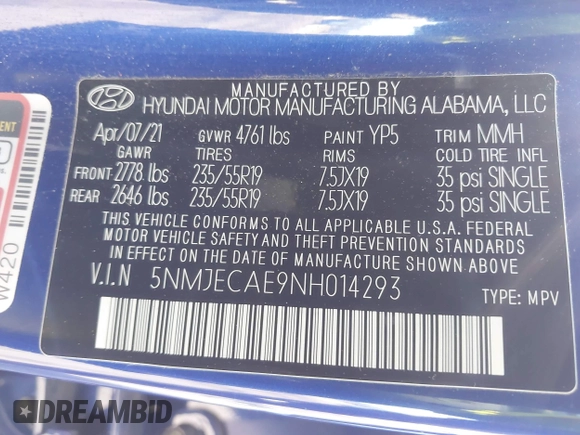 MANUFACTURED BY
HYUNDAI MOTOR MANUFACTURING ALABAMA, LLC
Apr/07/21 GVWR 4761 lbs PAINT YP5 TRIM MMH
GAWR TIRES RIMS COLD TIRE INFL
FRONT 2778 lbs 235/55R19 7.5JX19 35 psi SINGLE
REAR 2646 lbs 235/55R19 7.5JX19 35 psi SINGLE
THIS VEHICLE CONFORMS TO ALL APPLICABLE U.S.A. FEDERAL
MOTOR VEHICLE SAFETY AND THEFT PREVENTION STANDARDS
IN EFFECT ON THE DATE OF MANUFACTURE SHOWN ABOVE.
V.I.N 5NMJECAE9NH014293 TYPE: MPV
W420
DREAMBID